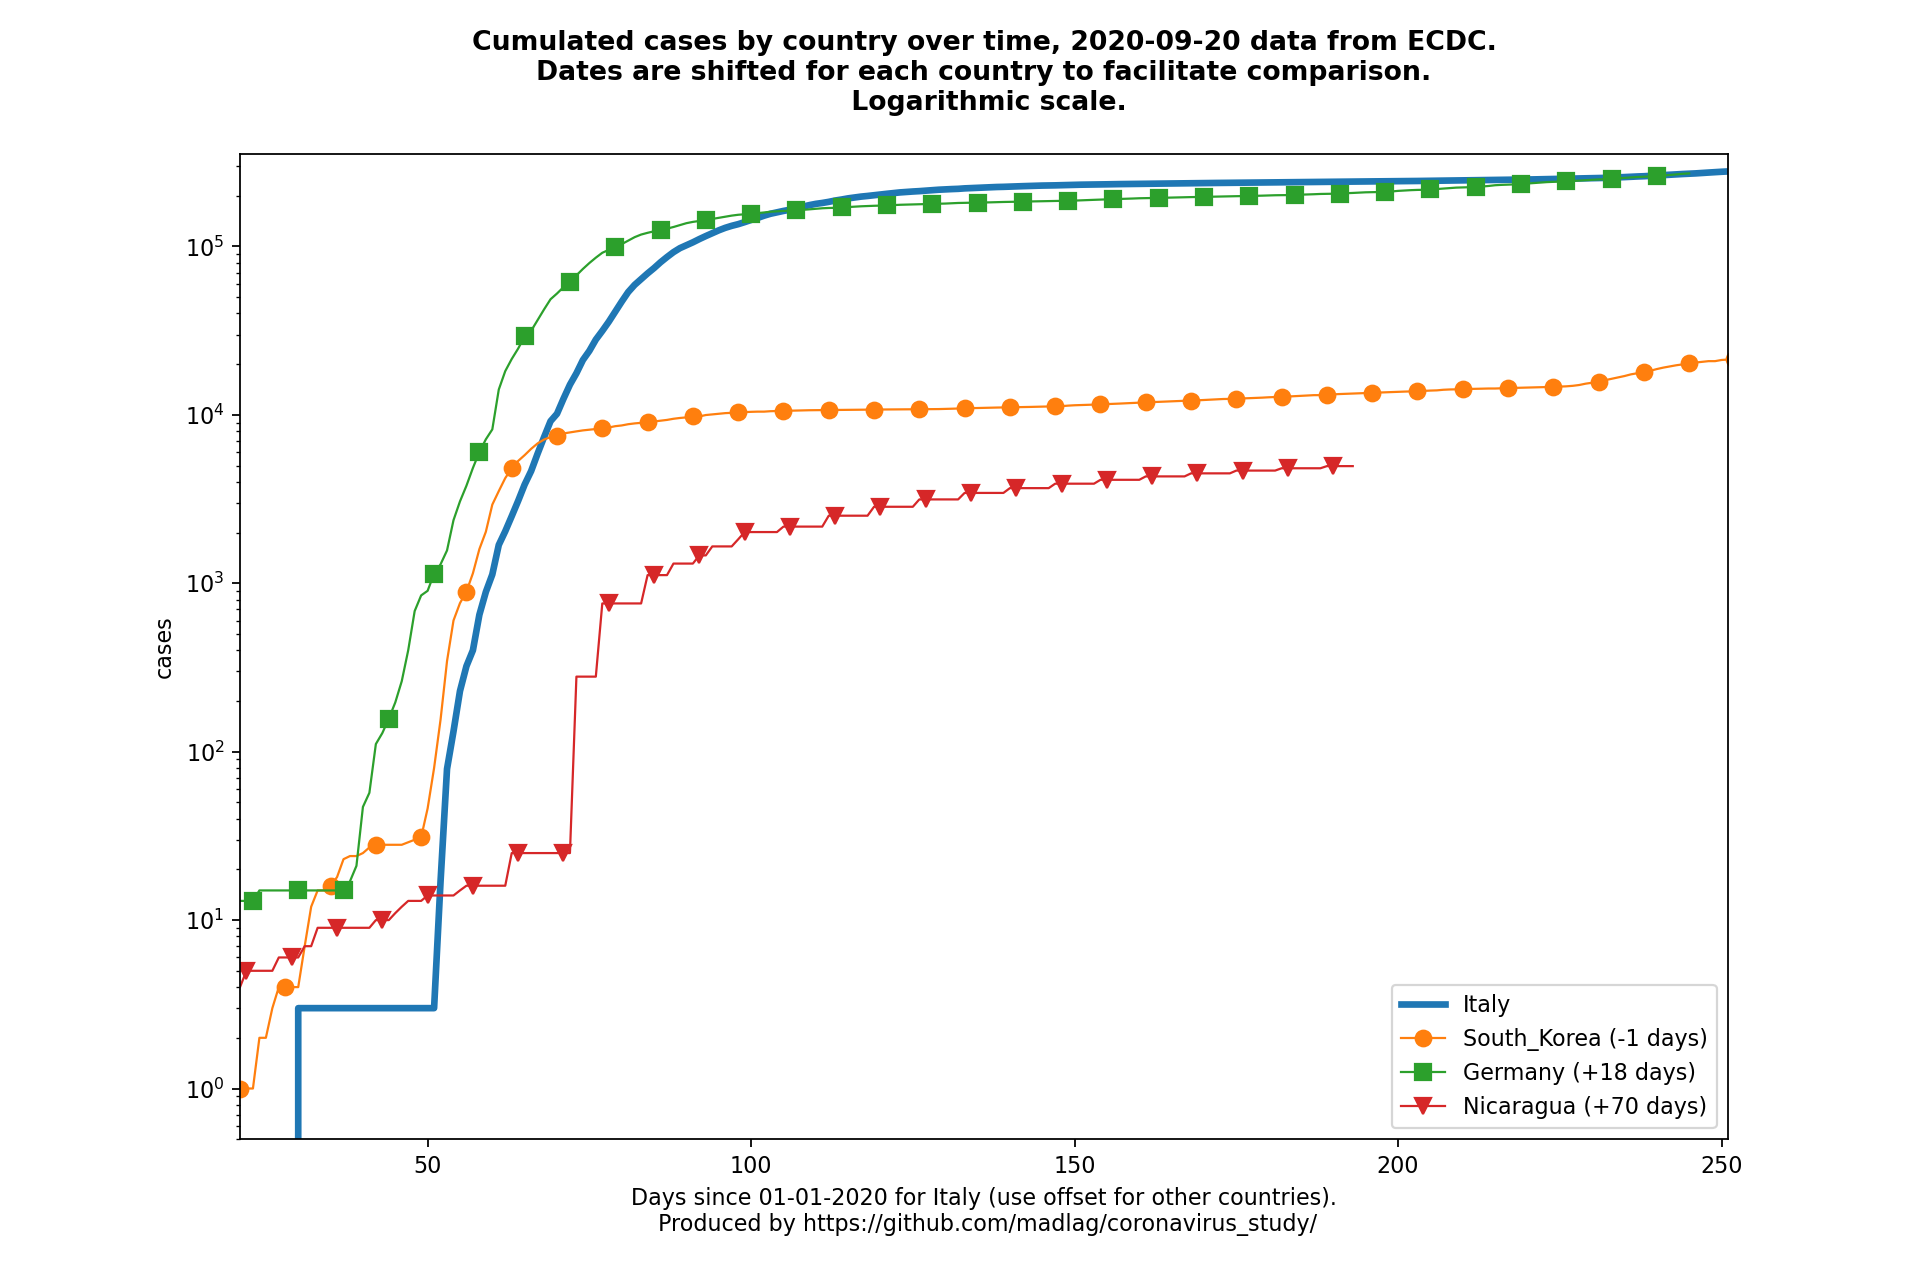 Cumulated cases by country over time, 2020-09-20 data from ECDC.
Dates are shifted for each country to facilitate comparison.
Logarithmic scale.
10^5
10^4
10^3
10^2
10^1
10^0
cases
Italy
South_Korea (-1 days)
Germany (+18 days)
Nicaragua (+70 days)
50 100 150 200 250
Days since 01-01-2020 for Italy (use offset for other countries).
Produced by https://github.com/madlag/coronavirus_study/